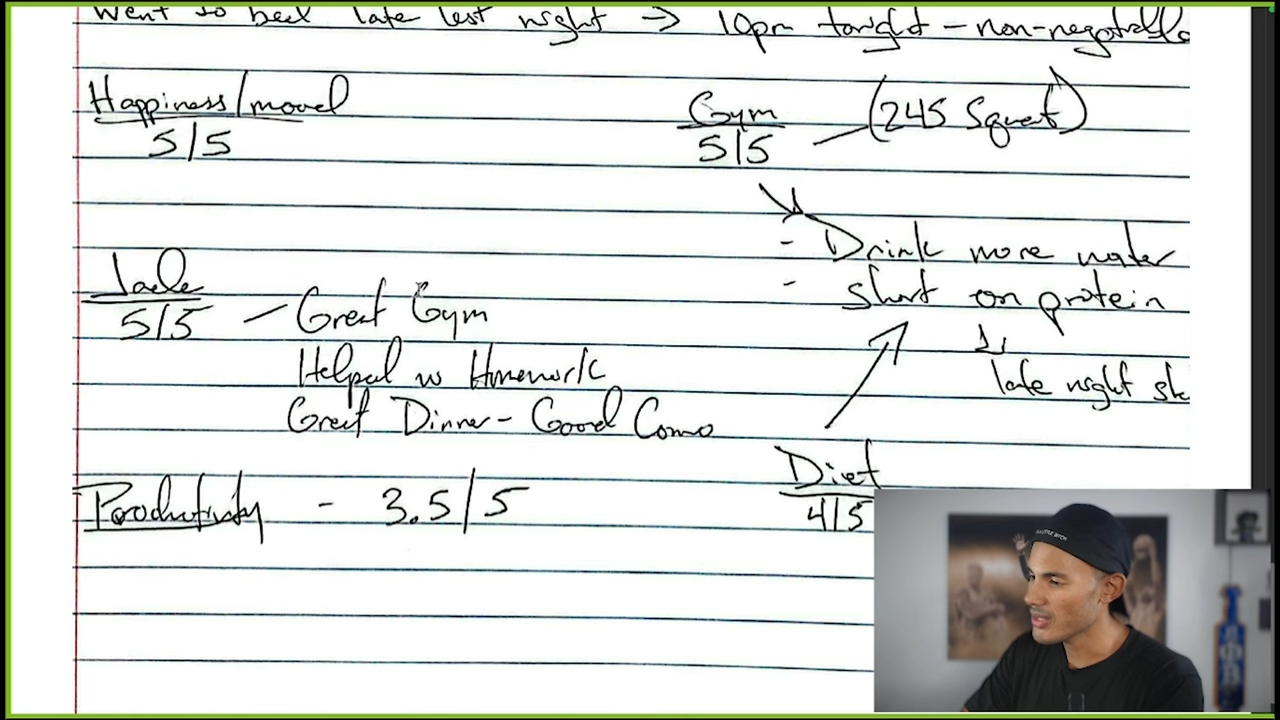 Went to bed late last night → 10pm tonight - non-negotiable
Happiness/mood
5/5
Gym
5/5 - (245 Squat)
- Drink more water
- Short on protein
late night
5/5 - Great Gym
Helped w Homework
Great Dinner - Good Convo
Productivity - 3.5/5
Diet
4/5